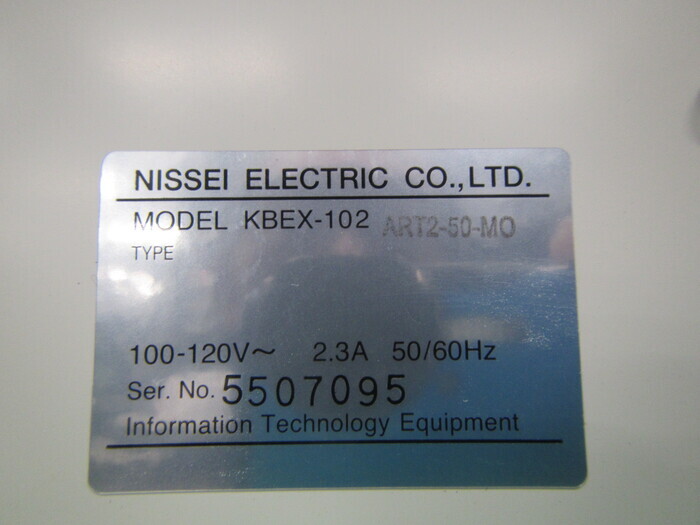 NISSEI ELECTRIC CO.,LTD.
MODEL KBEX-102 ART2-50-MO
TYPE
100-120V~ 2.3A 50/60Hz
Ser. No. 5507095
Information Technology Equipment